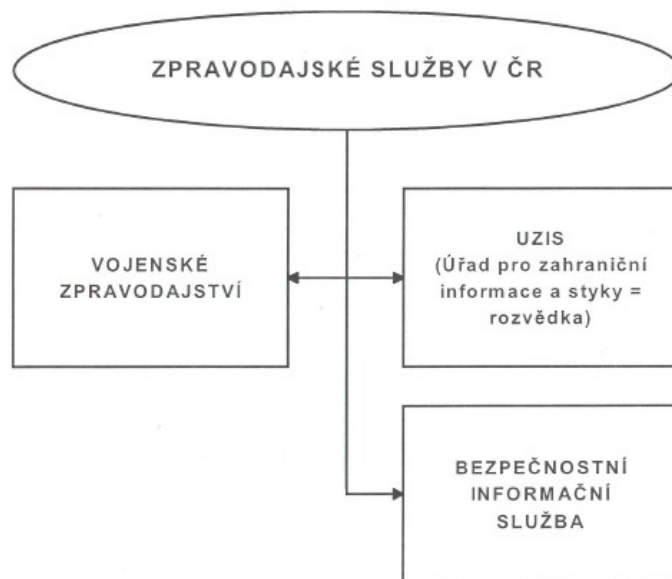 ZPRAVODAJSKÉ SLUŽBY V ČR
VOJENSKÉ
ZPRAVODAJSTVÍ
UZIS
(Úřad pro zahraniční
informace a styky =
rozvědka)
BEZPEČNOSTNÍ
INFORMAČNÍ
SLUŽBA